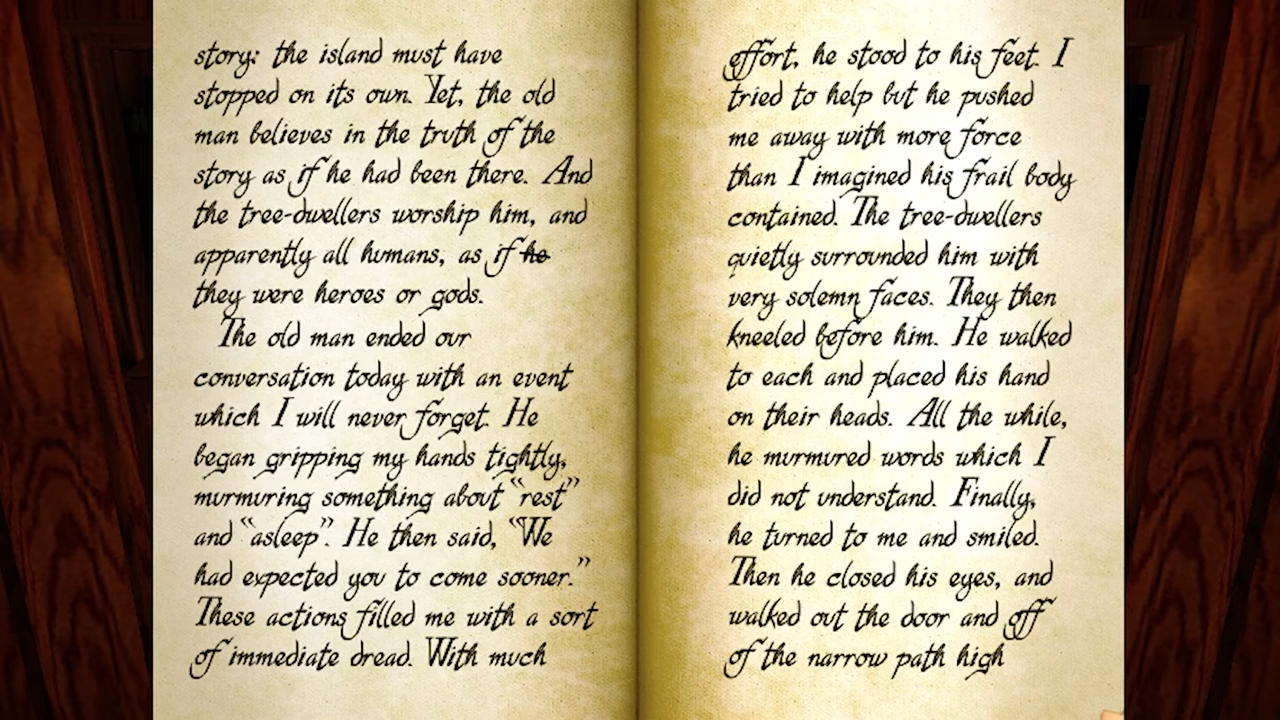 story: the island must have
stopped on its own. Yet, the old
man believes in the truth of the
story as if he had been there. And
the tree-dwellers worship him, and
apparently all humans, as if he
they were heroes or gods.
The old man ended our
conversation today with an event
which I will never forget. He
began gripping my hands tightly,
murmuring something about "rest"
and "asleep". He then said, "We
had expected you to come sooner."
These actions filled me with a sort
of immediate dread. With much
effort, he stood to his feet. I
tried to help but he pushed
me away with more force
than I imagined his frail body
contained. The tree-dwellers
quietly surrounded him with
very solemn faces. They then
kneeled before him. He walked
to each and placed his hand
on their heads. All the while,
he murmured words which I
did not understand. Finally,
he turned to me and smiled.
Then he closed his eyes, and
walked out the door and off
of the narrow path high